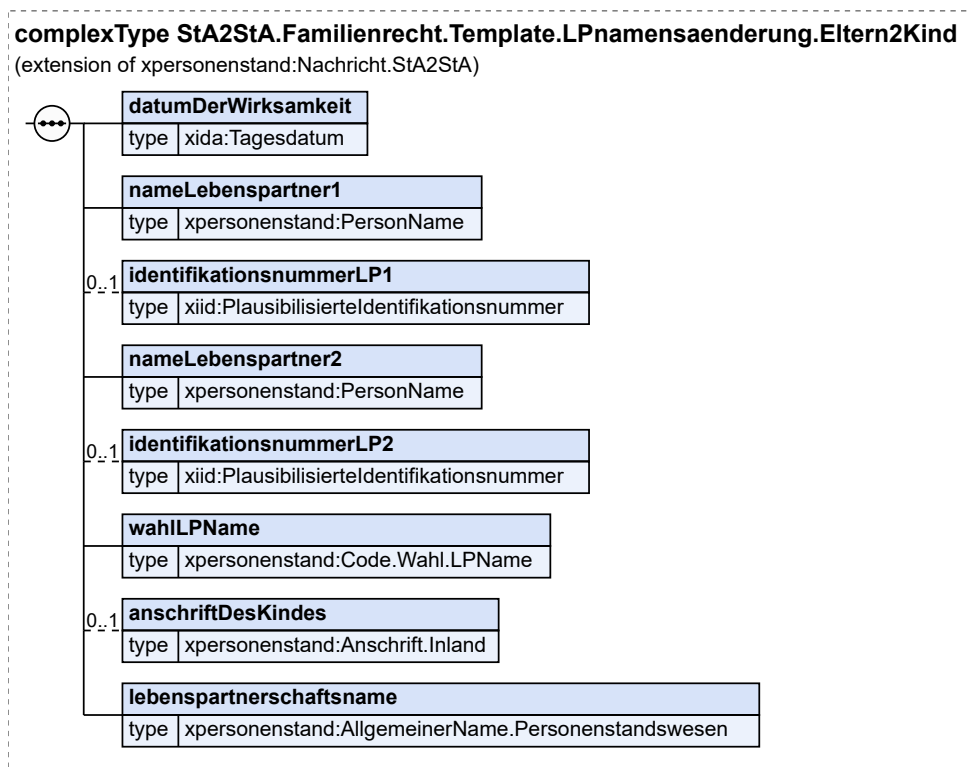 complexType StA2StA.Familienrecht.Template.LPnamensaenderung.Eltern2Kind
(extension of xpersonenstand:Nachricht.StA2StA)
datumDerWirksamkeit
type xida:Tagesdatum
nameLebenspartner1
type xpersonenstand:PersonName
0..1 identifikationsnummerLP1
type xiid:PlausibilisierteIdentifikationsnummer
nameLebenspartner2
type xpersonenstand:PersonName
0..1 identifikationsnummerLP2
type xiid:PlausibilisierteIdentifikationsnummer
wahlLPName
type xpersonenstand:Code.Wahl.LPName
0..1 anschriftDesKindes
type xpersonenstand:Anschrift.Inland
lebenspartnerschaftsname
type xpersonenstand:AllgemeinerName.Personenstandswesen